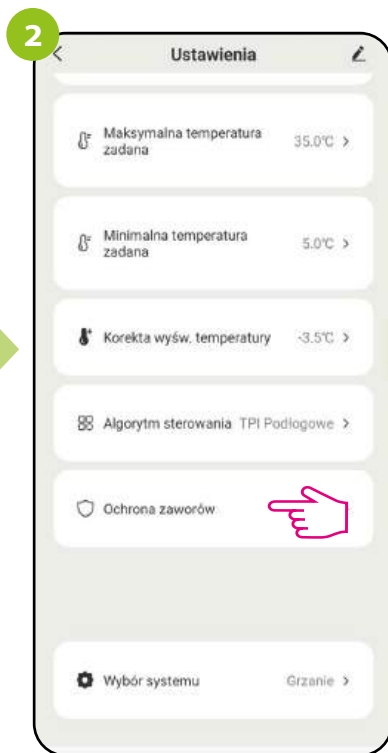 2
Ustawienia
Maksymalna temperatura
zadana
35.0°C
Minimalna temperatura
zadana
5.0°C
Korekta wyśw. temperatury -3.5°C
Algorytm sterowania TPI Podłogowe
Ochrona zaworów
Wybór systemu Grzanie